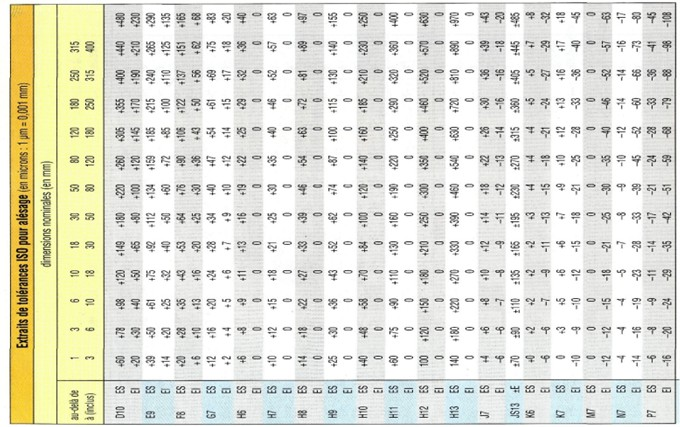 Extraits de tolérances ISO pour alésage (en microns : 1 µm = 0,001 mm)
dimensions nominales (en mm)
au-delà de 1 3 6 10 18 30 50 80 120 180 250 315
à (inclus) 3 6 10 18 30 50 80 120 180 250 315 400
D10 ES +60 +78 +98 +120 +149 +180 +220 +260 +305 +355 +400 +440 +480
EI +20 +30 +40 +50 +65 +80 +100 +120 +145 +170 +190 +210 +230
E9 ES +39 +50 +61 +75 +92 +112 +134 +159 +185 +215 +240 +265 +290
EI +14 +20 +25 +32 +40 +50 +60 +72 +85 +100 +110 +125 +135
F8 ES +20 +28 +35 +43 +53 +64 +76 +90 +106 +122 +137 +151 +165
EI +6 +10 +13 +16 +20 +25 +30 +36 +43 +50 +56 +62 +68
G7 ES +12 +16 +20 +24 +28 +34 +40 +47 +54 +61 +69 +75 +83
EI +2 +4 +5 +6 +7 +9 +10 +12 +14 +15 +17 +18 +20
H6 ES +6 +8 +9 +11 +13 +16 +19 +22 +25 +29 +32 +36 +40
EI 0 0 0 0 0 0 0 0 0 0 0 0 0
H7 ES +10 +12 +15 +18 +21 +25 +30 +35 +40 +46 +52 +57 +63
EI 0 0 0 0 0 0 0 0 0 0 0 0 0
H8 ES +14 +18 +22 +27 +33 +39 +46 +54 +63 +72 +81 +89 +97
EI 0 0 0 0 0 0 0 0 0 0 0 0 0
H9 ES +25 +30 +36 +43 +52 +62 +74 +87 +100 +115 +130 +140 +155
EI 0 0 0 0 0 0 0 0 0 0 0 0 0
H10 ES +40 +48 +58 +70 +84 +100 +120 +140 +160 +185 +210 +230 +250
EI 0 0 0 0 0 0 0 0 0 0 0 0 0
H11 ES +60 +75 +90 +110 +130 +160 +190 +220 +250 +290 +320 +360 +400
EI 0 0 0 0 0 0 0 0 0 0 0 0 0
H12 ES 100 +120 +150 +180 +210 +250 +300 +350 +400 +460 +520 +570 +630
EI 0 0 0 0 0 0 0 0 0 0 0 0 0
H13 ES 140 +180 +220 +270 +333 +390 +460 +540 +630 +720 +810 +890 +970
EI 0 0 0 0 0 0 0 0 0 0 0 0 0
J7 ES +4 +6 +8 +10 +12 +14 +18 +22 +26 +30 +36 +39 +43
EI −6 −6 −7 −8 −9 −11 −12 −13 −14 −16 −16 −18 −20
JS13 ±E ±70 ±90 ±110 ±135 ±165 ±195 ±230 ±270 ±315 ±360 ±405 ±445 ±485
K6 ES +0 +2 +2 +2 +2 +3 +4 +4 +4 +5 +5 +7 +8
EI −6 −6 −7 −9 −11 −13 −15 −18 −21 −24 −27 −29 −32
K7 ES 0 +3 +5 +6 +6 +7 +9 +10 +12 +13 +16 +17 +18
EI −9 −10 −12 −15 −18 −21 −25 −28 −33 −36 −40 −45
M7 ES 0 0 0 0 0 0 0 0 0 0 0 0
EI −12 −12 −15 −18 −21 −25 −30 −35 −40 −46 −52 −57 −63
N7 ES −4 −4 −4 −5 −7 −8 −9 −10 −12 −14 −14 −16 −17
EI −14 −16 −19 −23 −28 −33 −39 −45 −52 −60 −66 −73 −80
P7 ES −6 −8 −9 −11 −14 −17 −21 −24 −28 −33 −36 −41 −45
EI −16 −20 −24 −29 −35 −42 −51 −59 −68 −79 −88 −98 −108